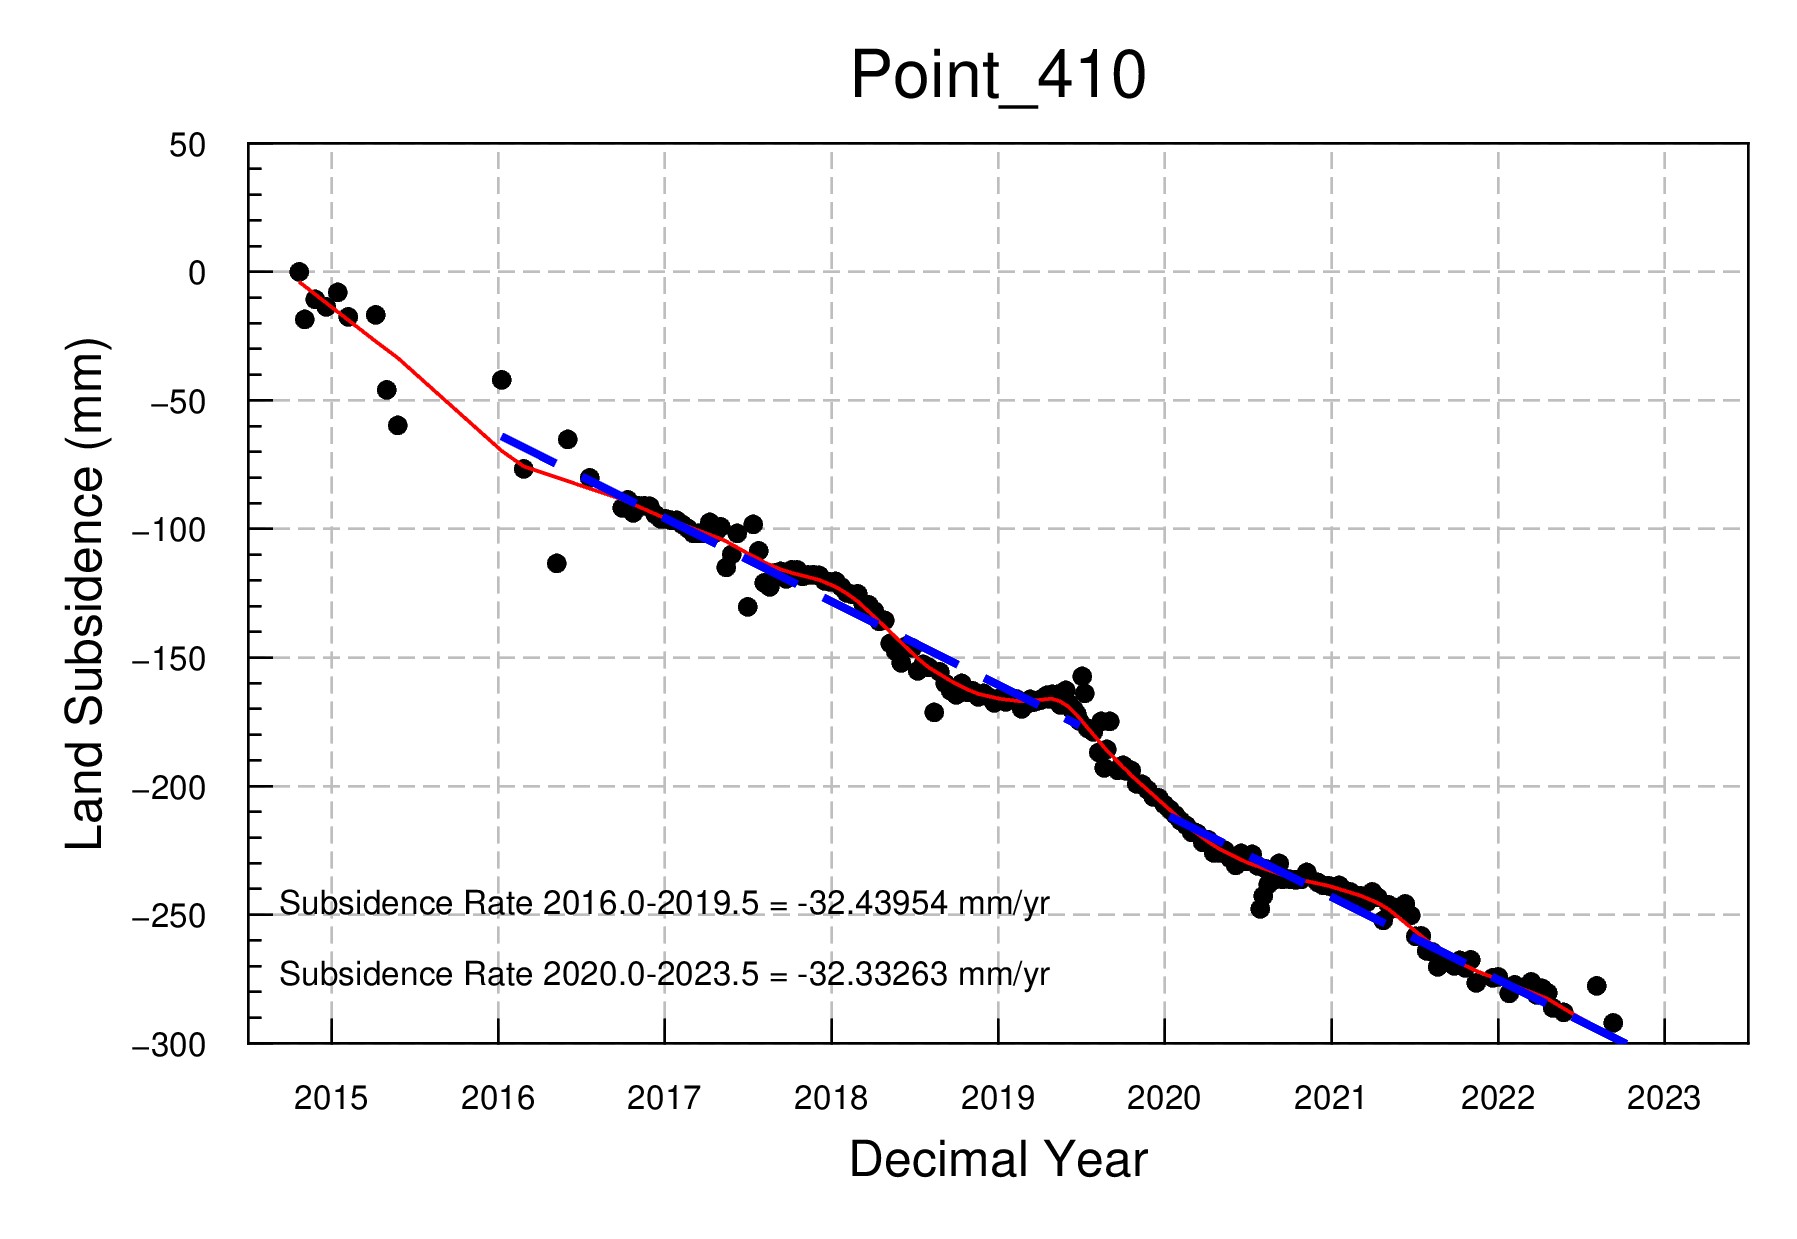 Point_410
50
0
−50
−100
−150
−200
−250
−300
Land Subsidence (mm)
Subsidence Rate 2016.0-2019.5 = -32.43954 mm/yr
Subsidence Rate 2020.0-2023.5 = -32.33263 mm/yr
2015 2016 2017 2018 2019 2020 2021 2022 2023
Decimal Year